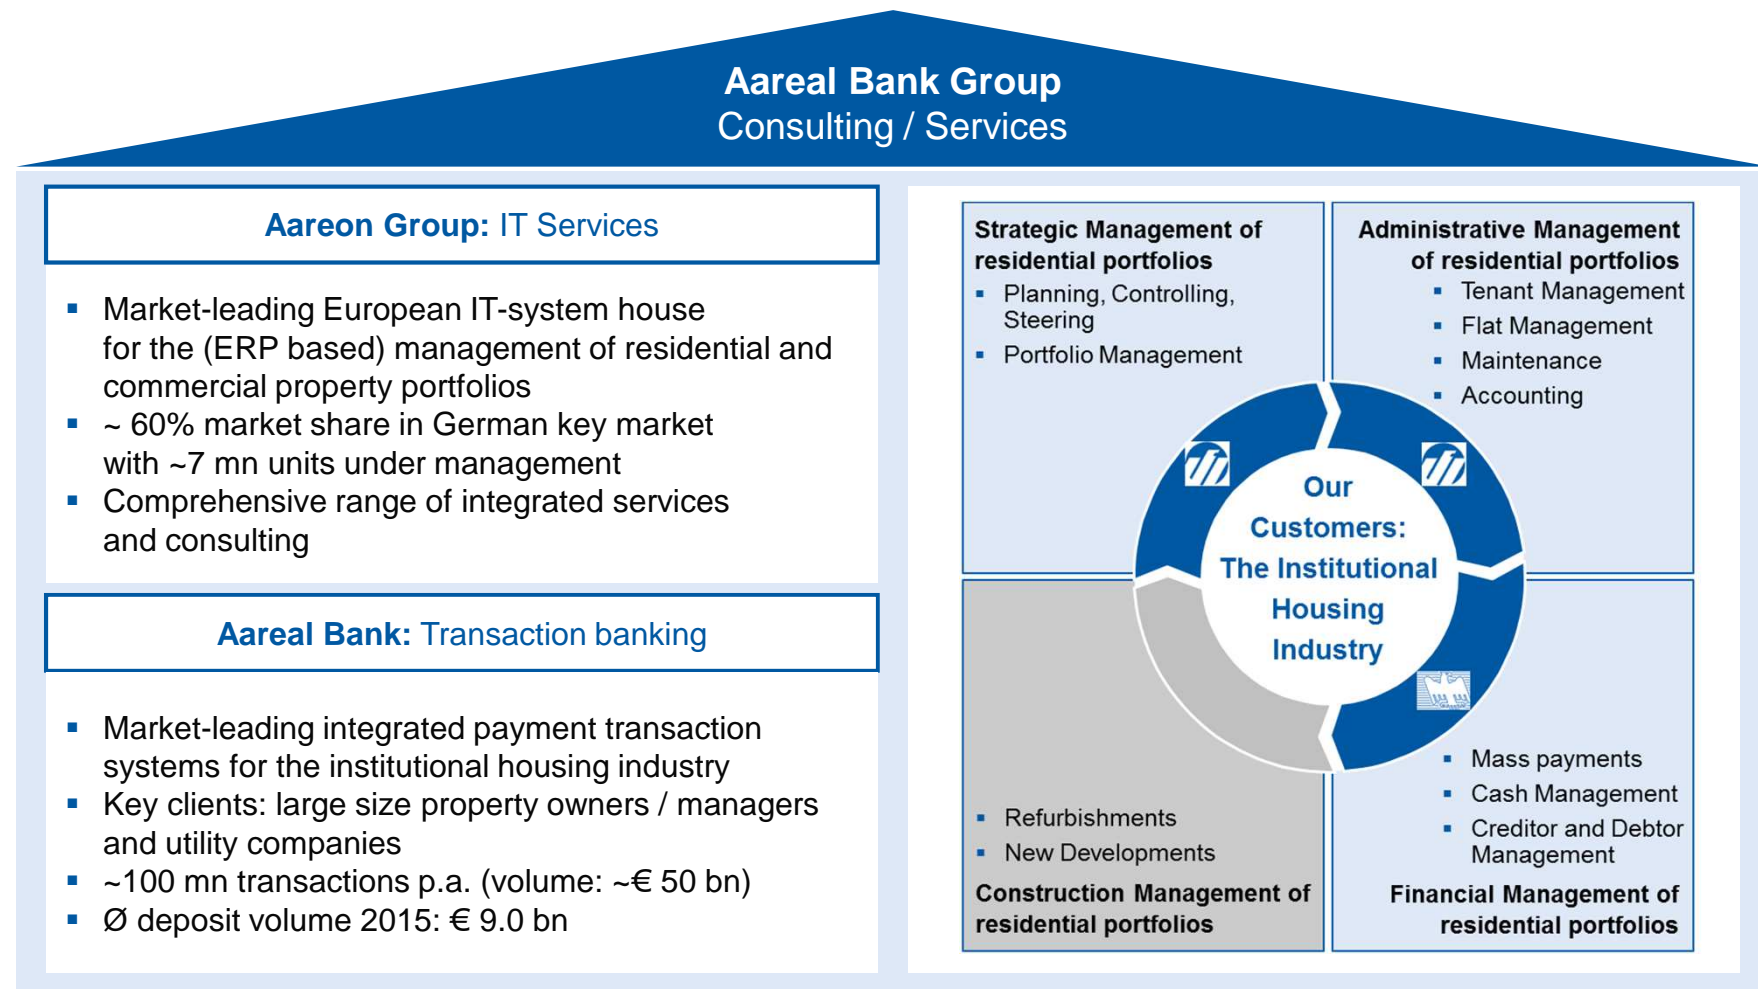 Aareal Bank Group
Consulting / Services
Aareon Group: IT Services
▪ Market-leading European IT-system house
for the (ERP based) management of residential and
commercial property portfolios
▪ ~ 60% market share in German key market
with ~7 mn units under management
▪ Comprehensive range of integrated services
and consulting
Aareal Bank: Transaction banking
▪ Market-leading integrated payment transaction
systems for the institutional housing industry
▪ Key clients: large size property owners / managers
and utility companies
▪ ~100 mn transactions p.a. (volume: ~€ 50 bn)
▪ Ø deposit volume 2015: € 9.0 bn
Strategic Management of
residential portfolios
▪ Planning, Controlling,
Steering
▪ Portfolio Management
Administrative Management
of residential portfolios
▪ Tenant Management
▪ Flat Management
▪ Maintenance
▪ Accounting
Our
Customers:
The Institutional
Housing
Industry
▪ Refurbishments
▪ New Developments
Construction Management of
residential portfolios
▪ Mass payments
▪ Cash Management
▪ Creditor and Debtor
Management
Financial Management of
residential portfolios